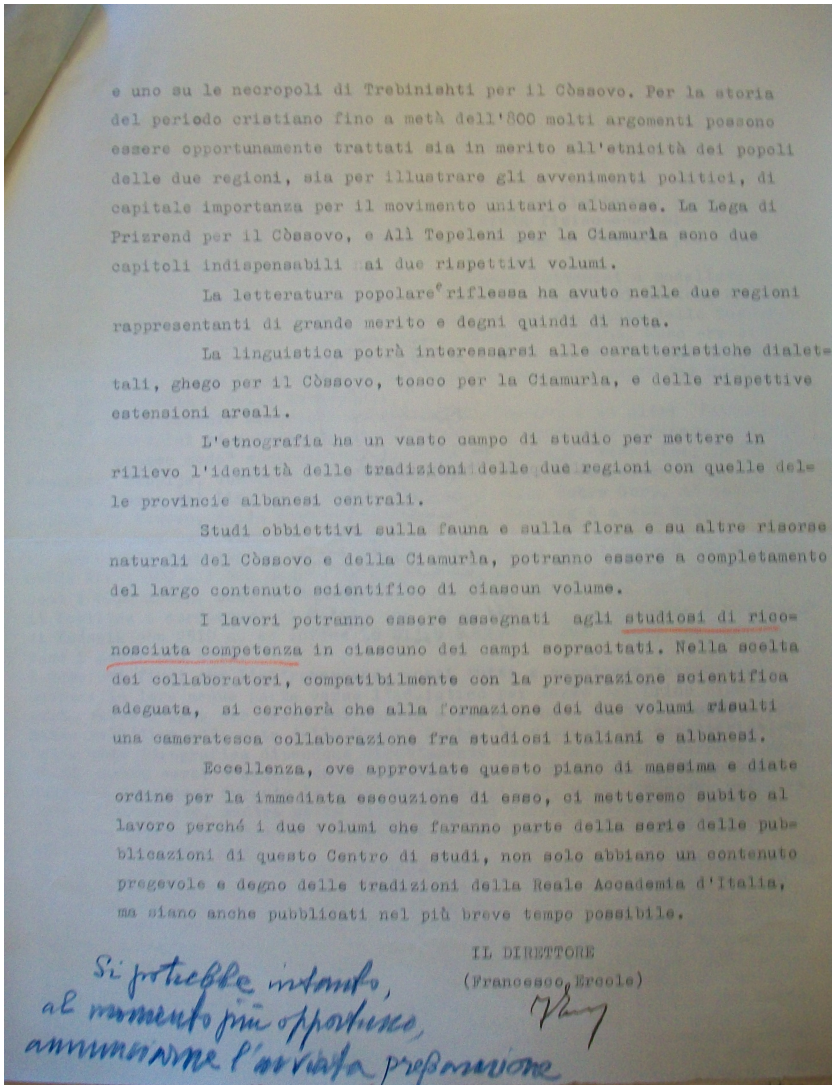 e uno su le necropoli di Trebinishti per il Còssovo. Per la storia
del periodo cristiano fino a metà dell'800 molti argomenti possono
essere opportunamente trattati sia in merito all'etnicità dei popoli
delle due regioni, sia per illustrare gli avvenimenti politici, di
capitale importanza per il movimento unitario albanese. La Lega di
Prizrend per il Còssovo, e Alì Tepeleni per la Ciamurìa sono due
capitoli indispensabili ai due rispettivi volumi.
La letteratura popolare e riflessa ha avuto nelle due regioni
rappresentanti di grande merito e degni quindi di nota.
La linguistica potrà interessarsi alle caratteristiche dialet=
tali, ghego per il Còssovo, tosco per la Ciamurìa, e delle rispettive
estensioni areali.
L'etnografia ha un vasto campo di studio per mettere in
rilievo l'identità delle tradizioni delle due regioni con quelle del=
le provincie albanesi centrali.
Studi obbiettivi sulla fauna e sulla flora e su altre risorse
naturali del Còssovo e della Ciamurìa, potranno essere a completamento
del largo contenuto scientifico di ciascun volume.
I lavori potranno essere assegnati agli studiosi di rico=
nosciuta competenza in ciascuno dei campi sopracitati. Nella scelta
dei collaboratori, compatibilmente con la preparazione scientifica
adeguata, si cercherà che alla formazione dei due volumi risulti
una cameratesca collaborazione fra studiosi italiani e albanesi.
Eccellenza, ove approviate questo piano di massima e diate
ordine per la immediata esecuzione di esso, ci metteremo subito al
lavoro perché i due volumi che faranno parte della serie delle pub=
blicazioni di questo Centro di studi, non solo abbiano un contenuto
pregevole e degno delle tradizioni della Reale Accademia d'Italia,
ma siano anche pubblicati nel più breve tempo possibile.
IL DIRETTORE
(Francesco Ercole)
Si potrebbe intanto,
al momento più opportuno,
annunciarne l'avviata preparazione